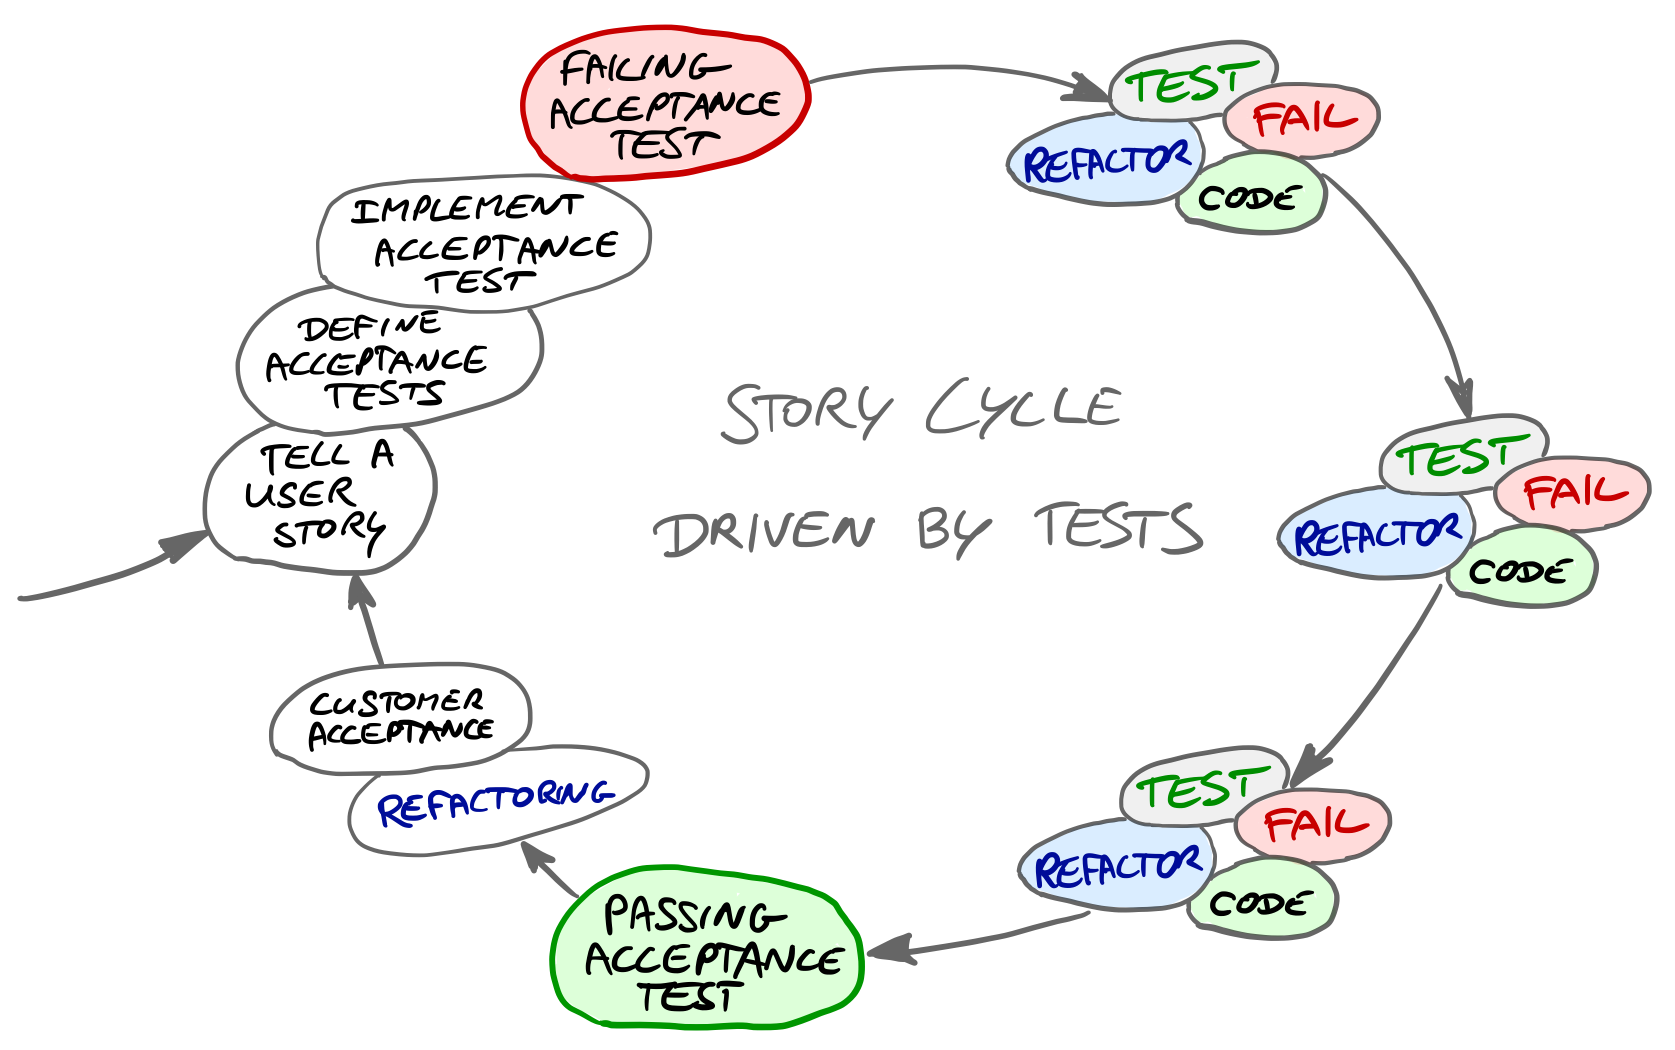 FAILING
ACCEPTANCE
TEST
TEST
FAIL
REFACTOR
CODE
IMPLEMENT
ACCEPTANCE
TEST
DEFINE
ACCEPTANCE
TESTS
TELL A
USER
STORY
STORY CYCLE
DRIVEN BY TESTS
TEST
FAIL
REFACTOR
CODE
CUSTOMER
ACCEPTANCE
REFACTORING
TEST
FAIL
REFACTOR
CODE
PASSING
ACCEPTANCE
TEST